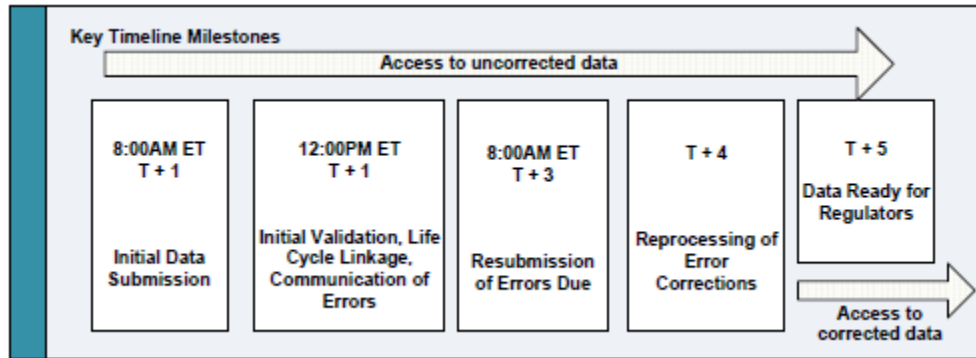 Key Timeline Milestones
Access to uncorrected data
8:00AM ET
T + 1
Initial Data
Submission
12:00PM ET
T + 1
Initial Validation, Life
Cycle Linkage,
Communication of
Errors
8:00AM ET
T + 3
Resubmission
of Errors Due
T + 4
Reprocessing of
Error
Corrections
T + 5
Data Ready for
Regulators
Access to
corrected data